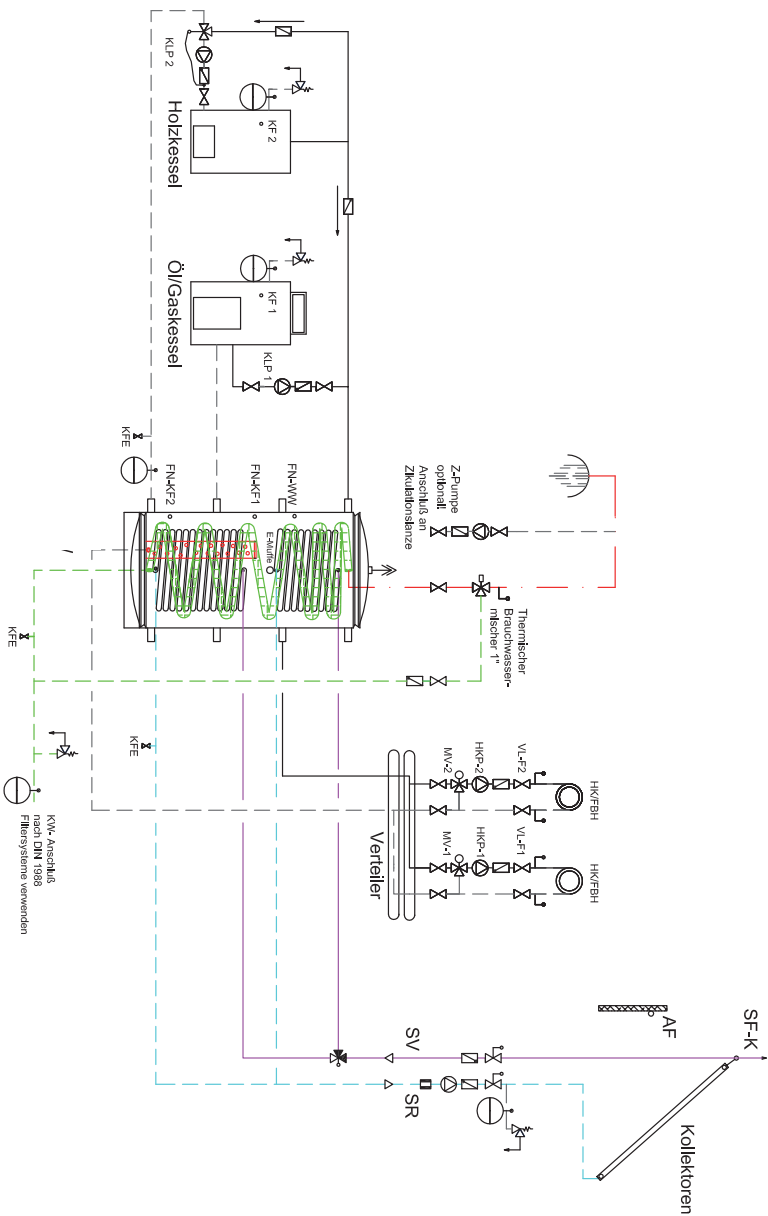 SF-K
AF
Kollektoren
SV
SR
HK/FBH
HK/FBH
VL-F2
HKP-2
MV-2
VL-F1
HKP-1
MV-1
Verteiler
Thermischer
Brauchwasser-
mischer 1"
Z-Pumpe
optional:
Anschluß an
Zikulationslanze
KLP 2
KF 2
Holzkessel
KF 1
Öl/Gaskessel
KLP 1
FN-WW
FN-KF1
FN-KF2
E-Muffe
KFE
KFE
KFE
KW- Anschluß
nach DIN 1988
Filtersysteme verwenden